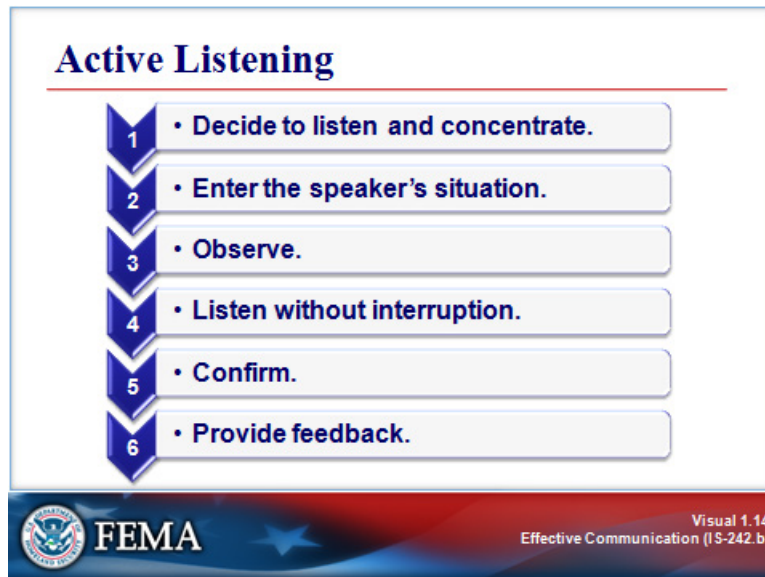 Active Listening
1 • Decide to listen and concentrate.
2 • Enter the speaker's situation.
3 • Observe.
4 • Listen without interruption.
5 • Confirm.
6 • Provide feedback.
FEMA
Visual 1.14
Effective Communication (IS-242.b